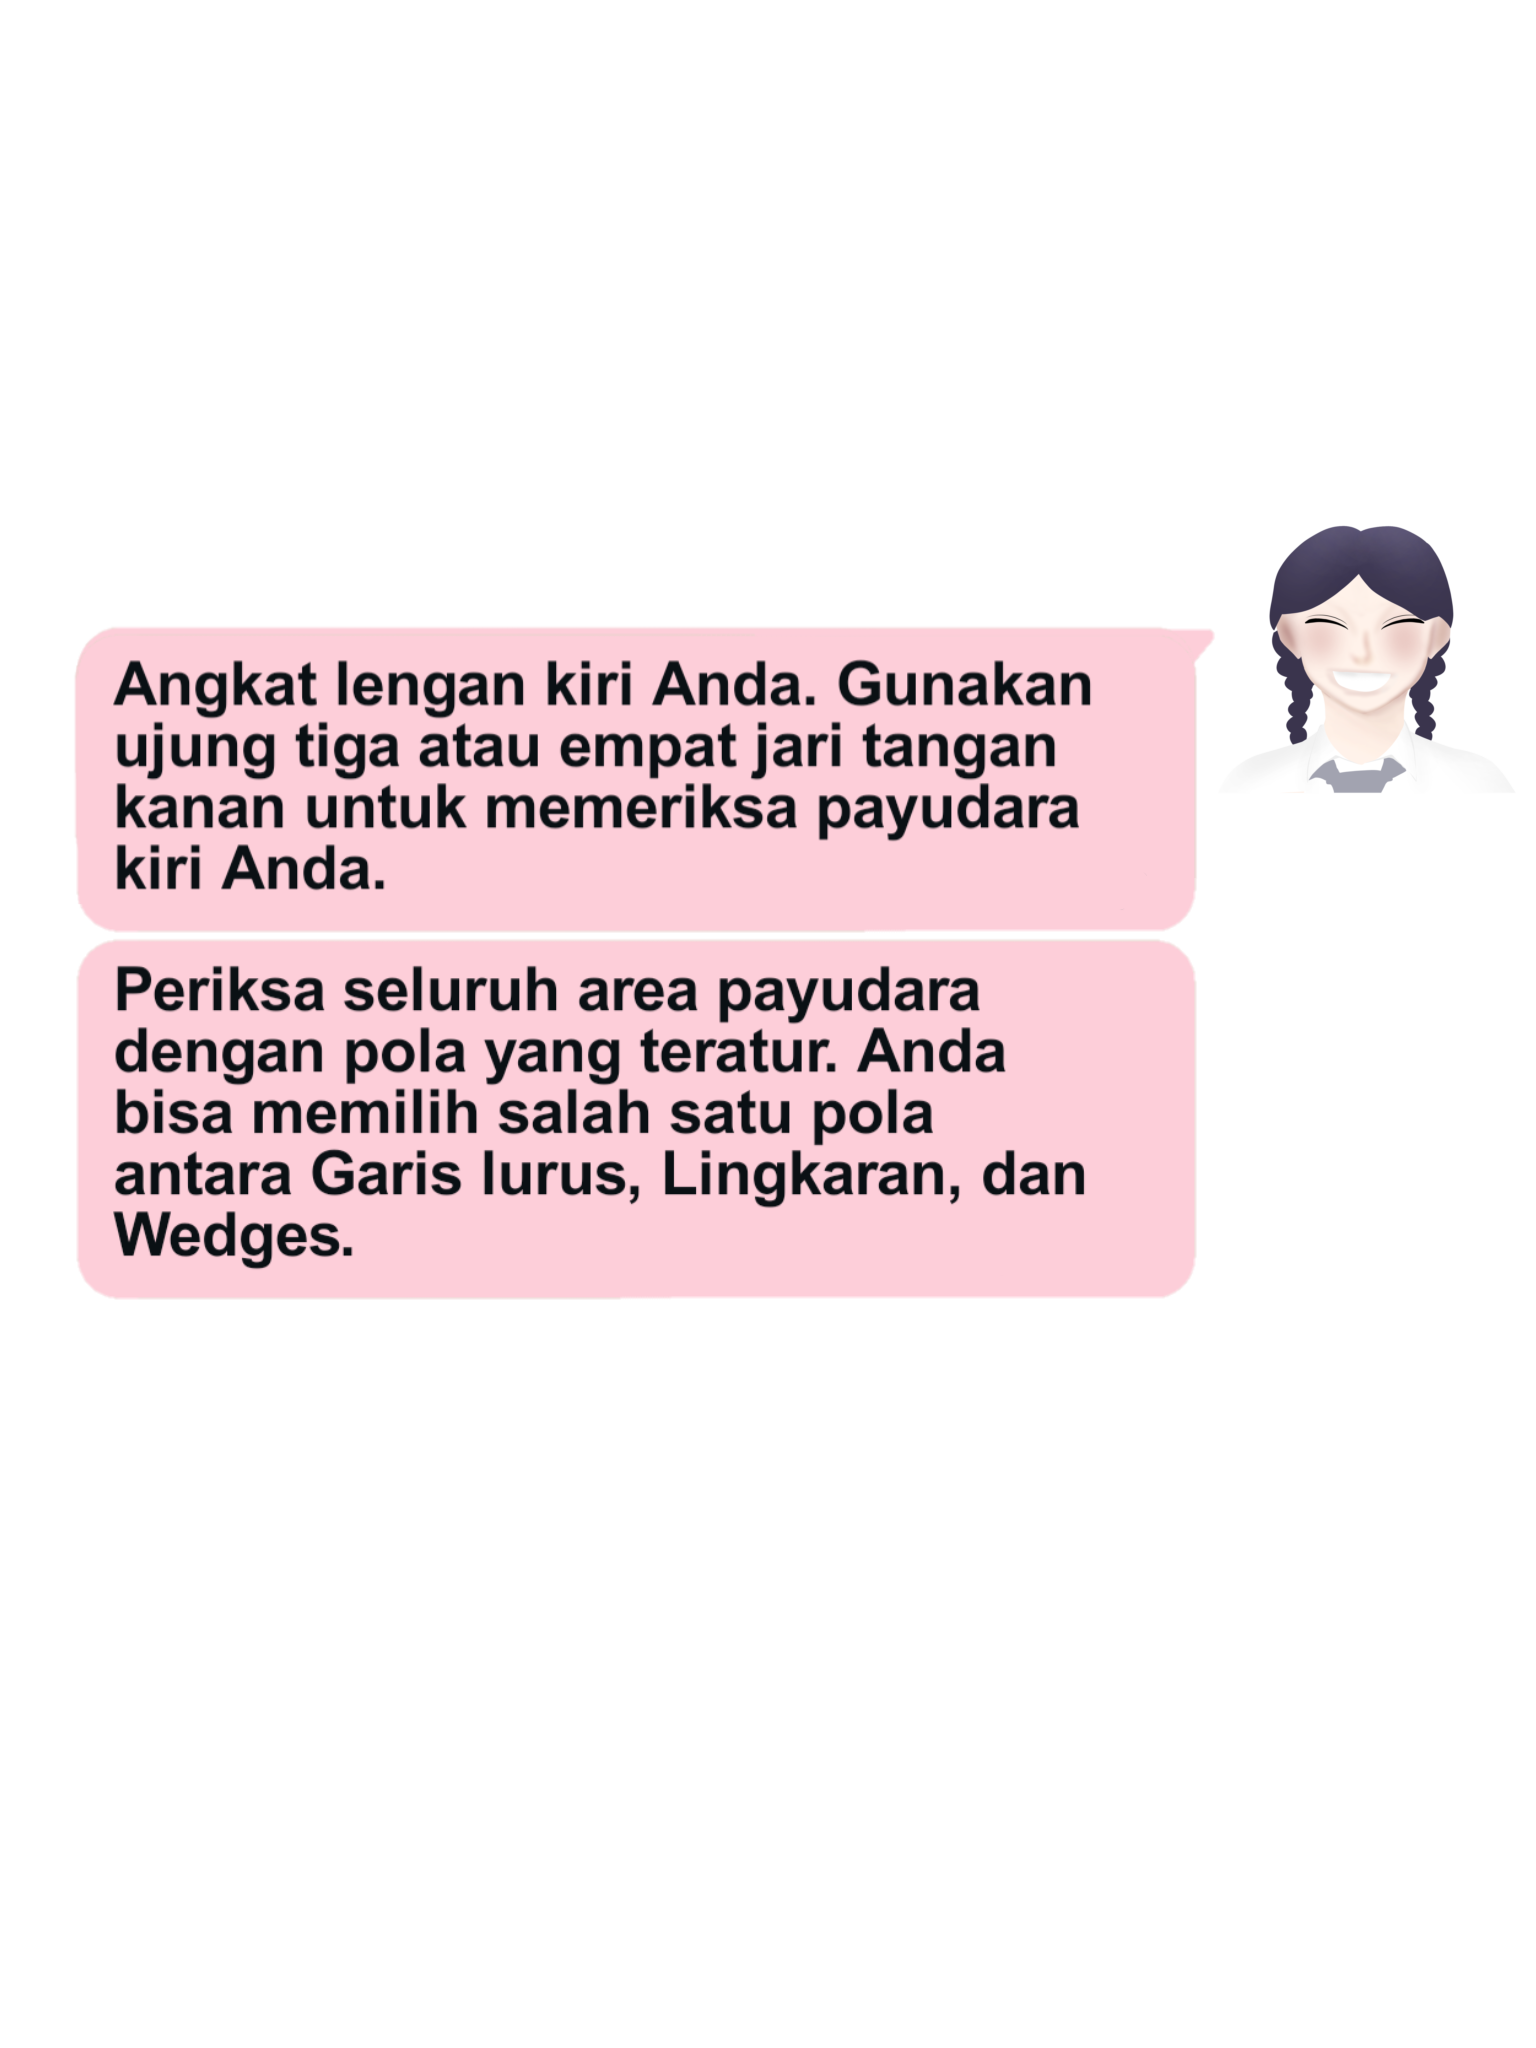 Angkat lengan kiri Anda. Gunakan
ujung tiga atau empat jari tangan
kanan untuk memeriksa payudara
kiri Anda.
Periksa seluruh area payudara
dengan pola yang teratur. Anda
bisa memilih salah satu pola
antara Garis lurus, Lingkaran, dan
Wedges.